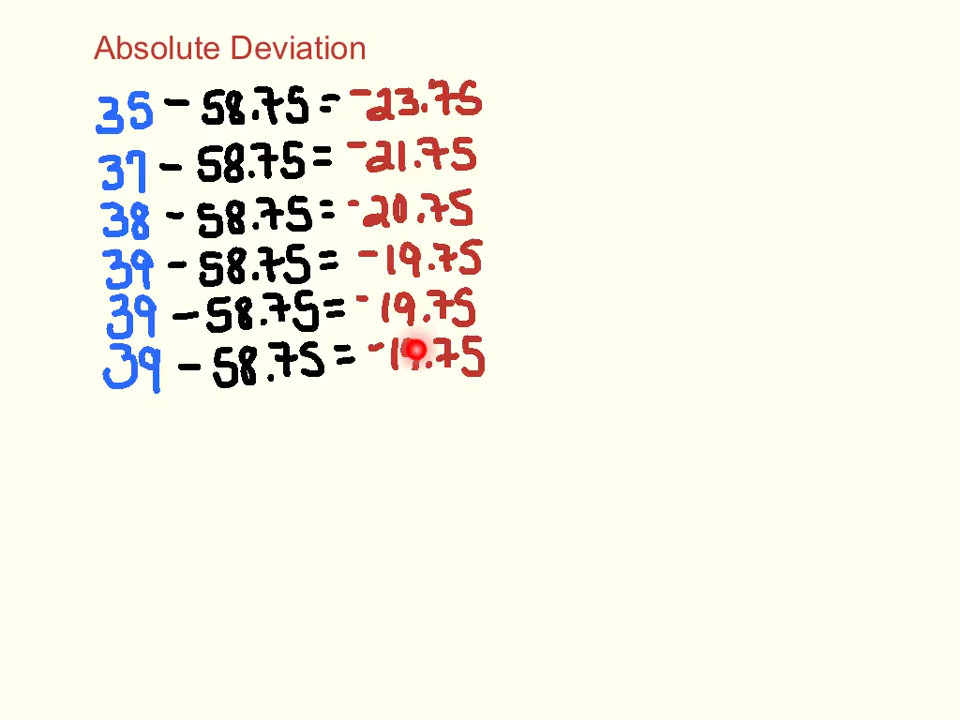 Absolute Deviation
35 - 58.75 = -23.75
37 - 58.75 = -21.75
38 - 58.75 = -20.75
39 - 58.75 = -19.75
39 - 58.75 = -19.75
39 - 58.75 = -19.75